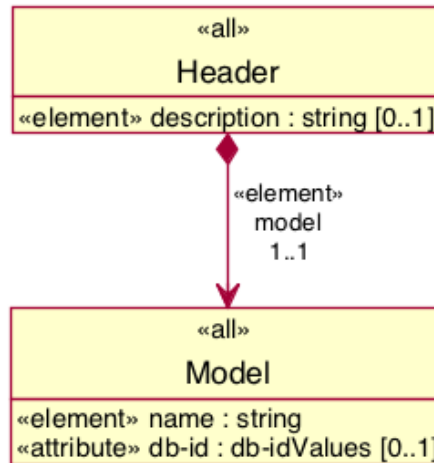 «all»
Header
«element» description : string [0..1]
«element»
model
1..1
«all»
Model
«element» name : string
«attribute» db-id : db-idValues [0..1]